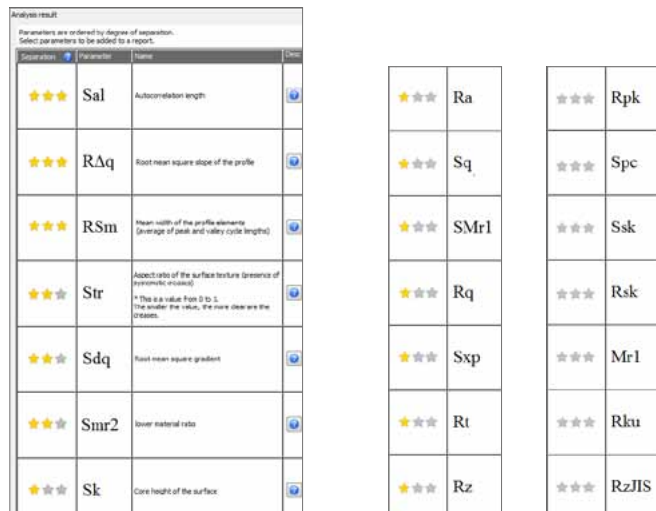 Analysis result
Parameters are ordered by degree of separation.
Select parameters to be added to a report.
Separation Parameter Name Desc
Sal Autocorrelation length
RΔq Root mean square slope of the profile
RSm Mean width of the profile elements
(average of peak and valley cycle lengths)
Str Aspect ratio of the surface texture (presence of
systematic creases)
* This is a value from 0 to 1.
The smaller the value, the more clear are the
creases.
Sdq Root mean square gradient
Smr2 lower material ratio
Sk Core height of the surface
Ra
Sq
SMr1
Rq
Sxp
Rt
Rz
Rpk
Spc
Ssk
Rsk
Mr1
Rku
RzJIS